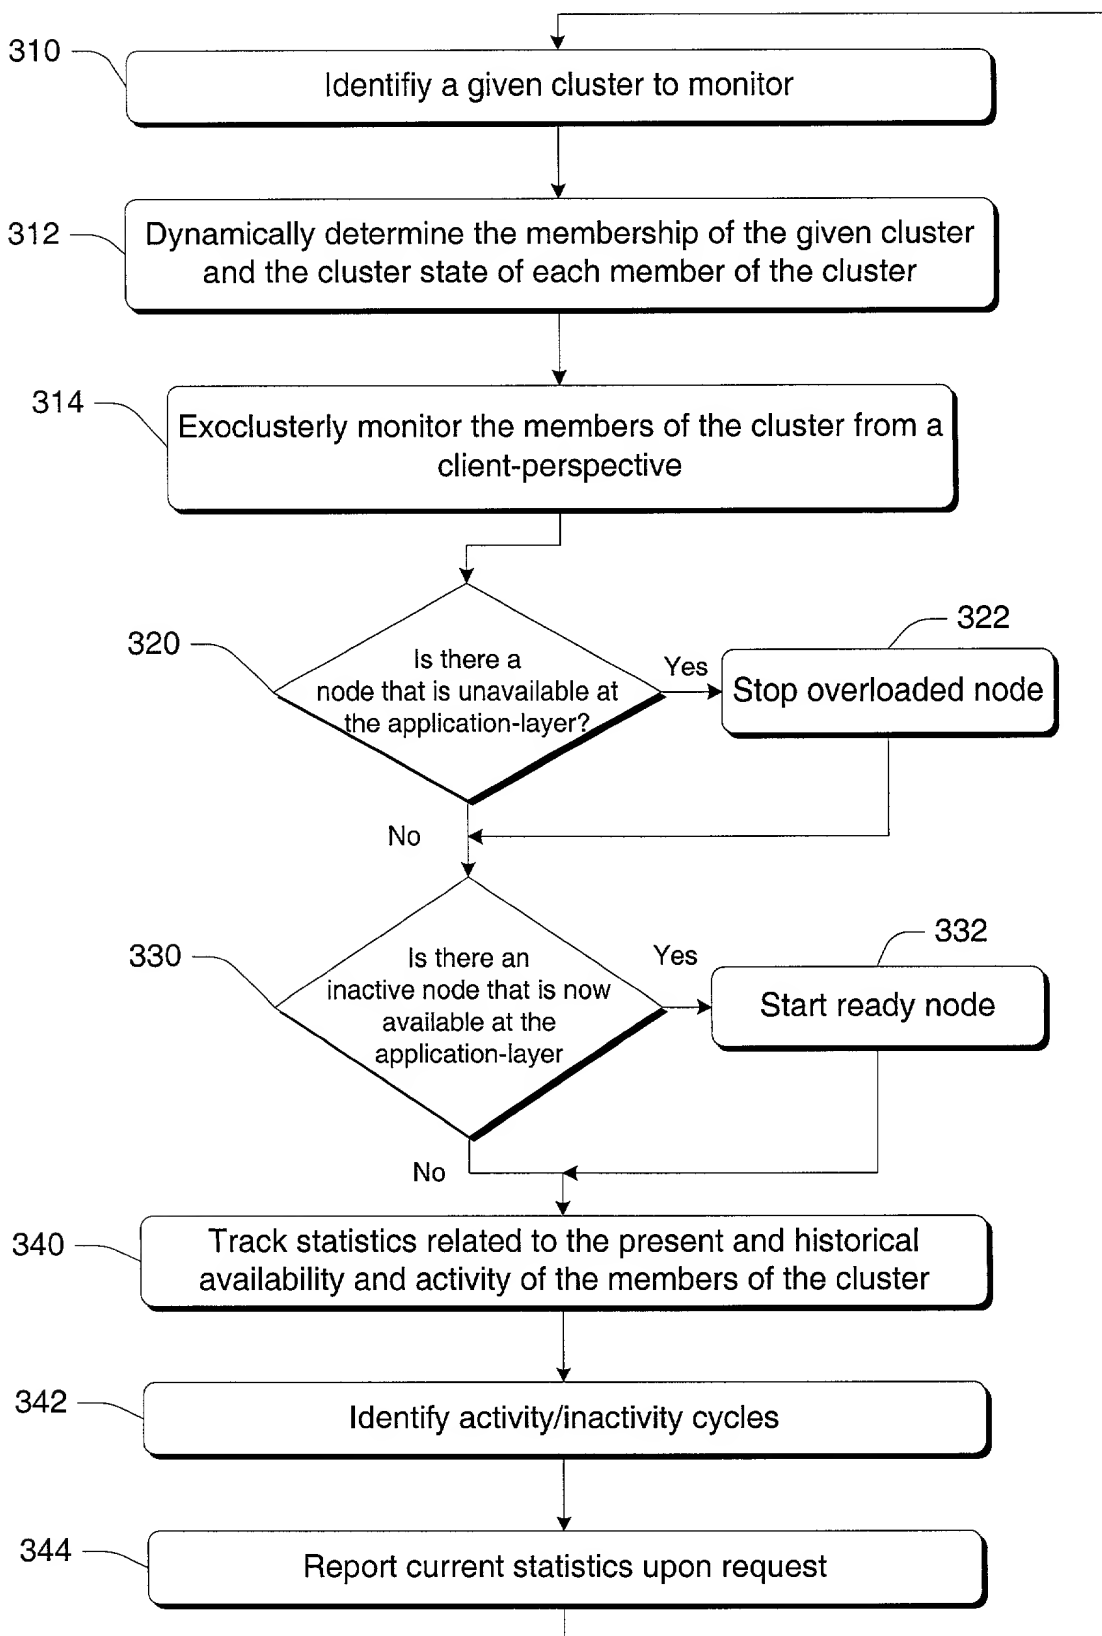 310
Identifiy a given cluster to monitor
312
Dynamically determine the membership of the given cluster
and the cluster state of each member of the cluster
314
Exoclusterly monitor the members of the cluster from a
client-perspective
320
Is there a
node that is unavailable at
the application-layer?
Yes
322
Stop overloaded node
No
330
Is there an
inactive node that is now
available at the
application-layer
Yes
332
Start ready node
No
340
Track statistics related to the present and historical
availability and activity of the members of the cluster
342
Identify activity/inactivity cycles
344
Report current statistics upon request